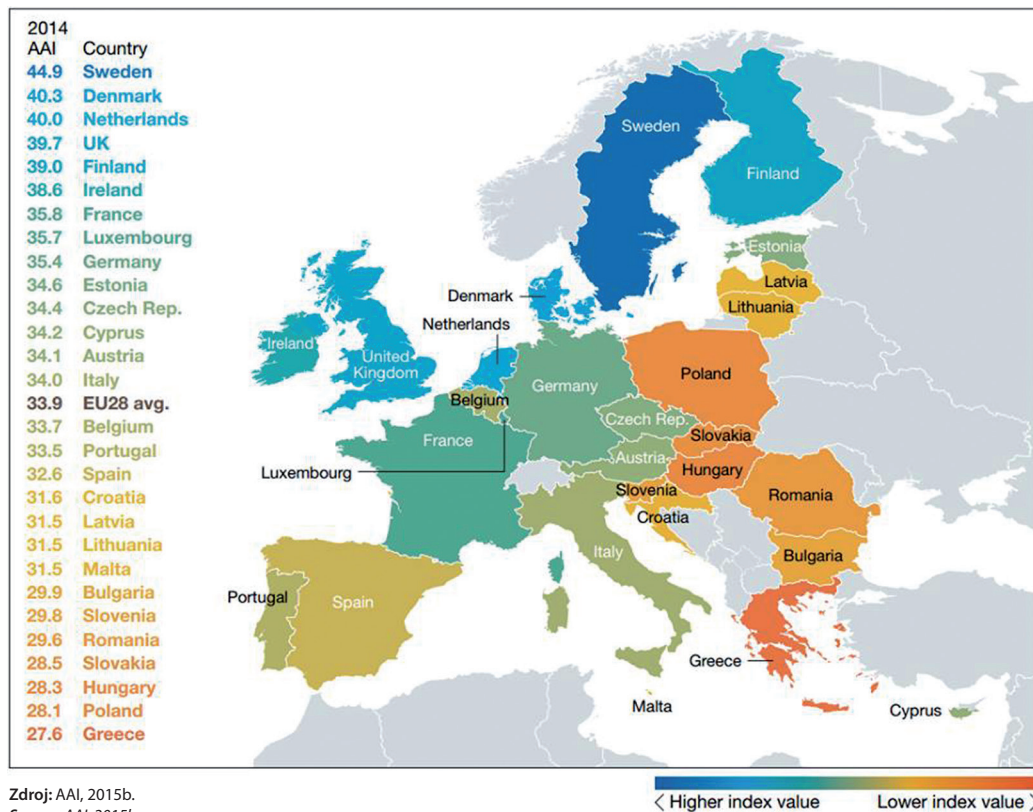 2014
AAI Country
44.9 Sweden
40.3 Denmark
40.0 Netherlands
39.7 UK
39.0 Finland
38.6 Ireland
35.8 France
35.7 Luxembourg
35.4 Germany
34.6 Estonia
34.4 Czech Rep.
34.2 Cyprus
34.1 Austria
34.0 Italy
33.9 EU28 avg.
33.7 Belgium
33.5 Portugal
32.6 Spain
31.6 Croatia
31.5 Latvia
31.5 Lithuania
31.5 Malta
29.9 Bulgaria
29.8 Slovenia
29.6 Romania
28.5 Slovakia
28.3 Hungary
28.1 Poland
27.6 Greece
Sweden
Finland
Estonia
Latvia
Lithuania
Denmark
Netherlands
Ireland
United
Kingdom
Belgium
Germany
Poland
Czech Rep.
Slovakia
France
Luxembourg
Austria
Hungary
Slovenia
Romania
Croatia
Bulgaria
Italy
Portugal
Spain
Greece
Malta
Cyprus
Zdroj: AAI, 2015b.
< Higher index value Lower index value >